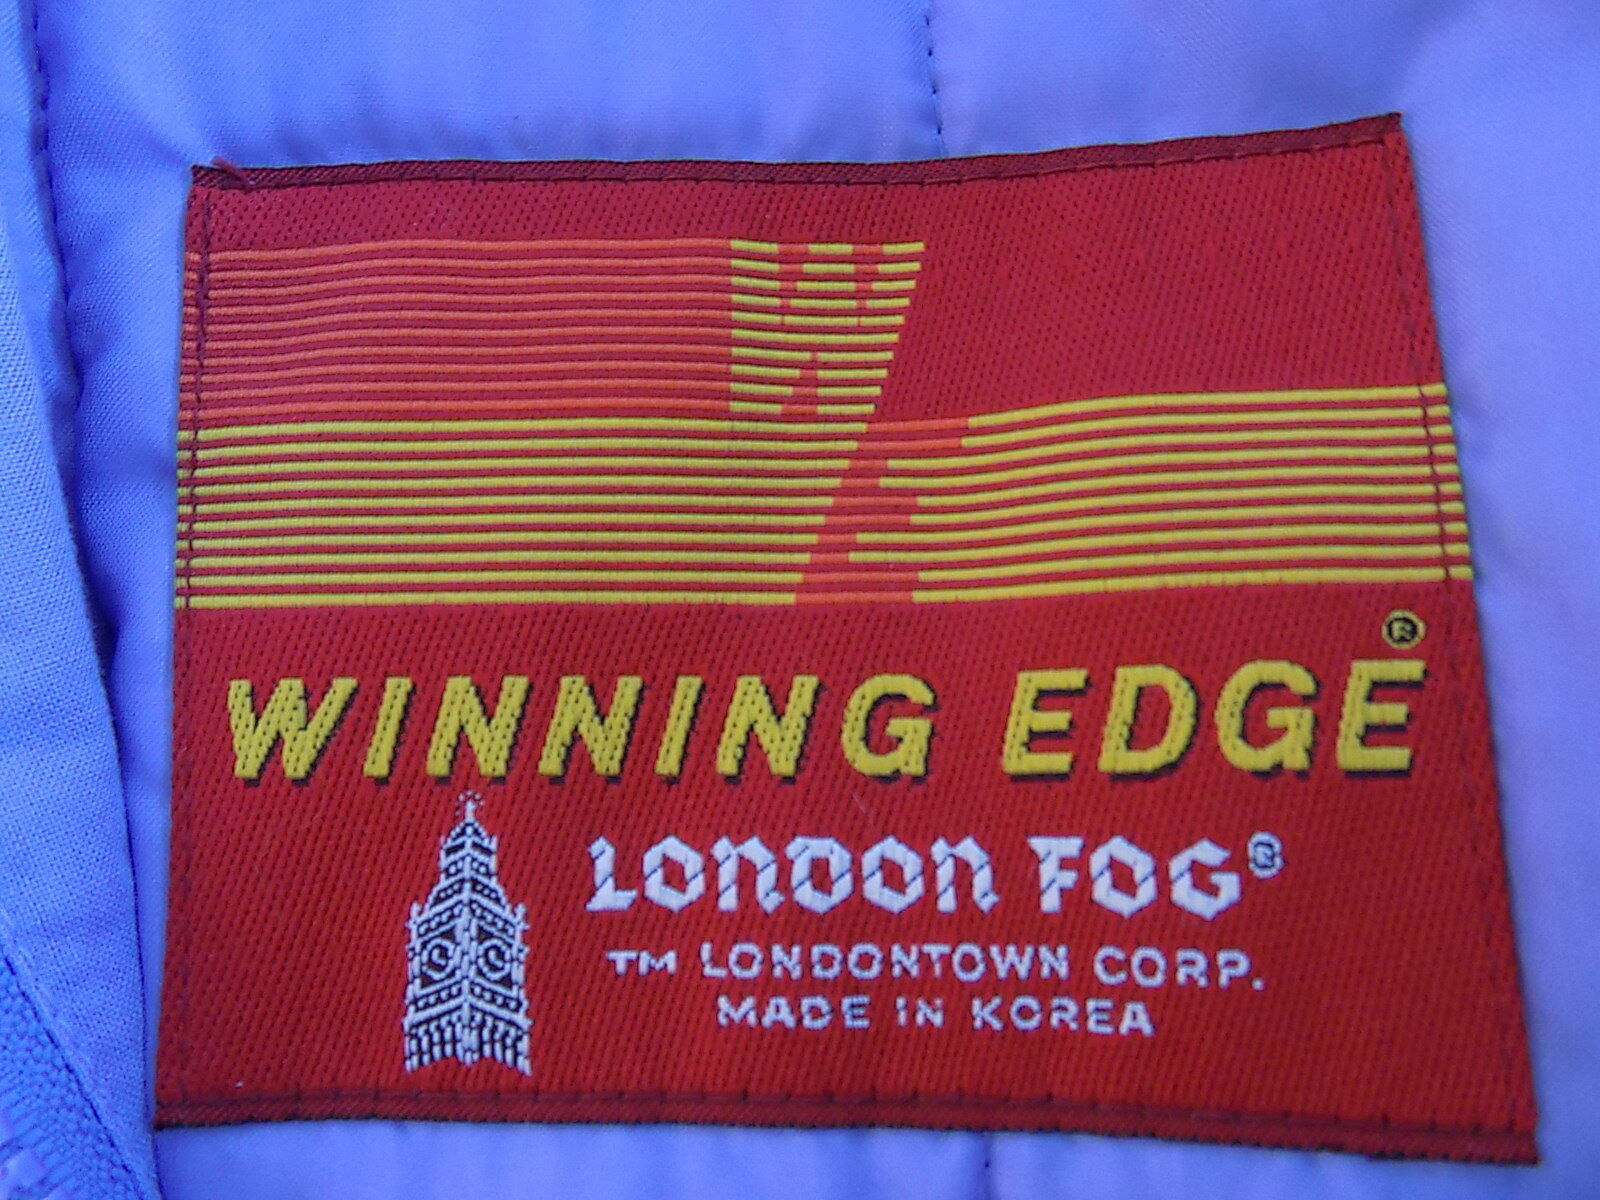 WINNING EDGE®
LONDON FOG®
TM LONDONTOWN CORP.
MADE IN KOREA